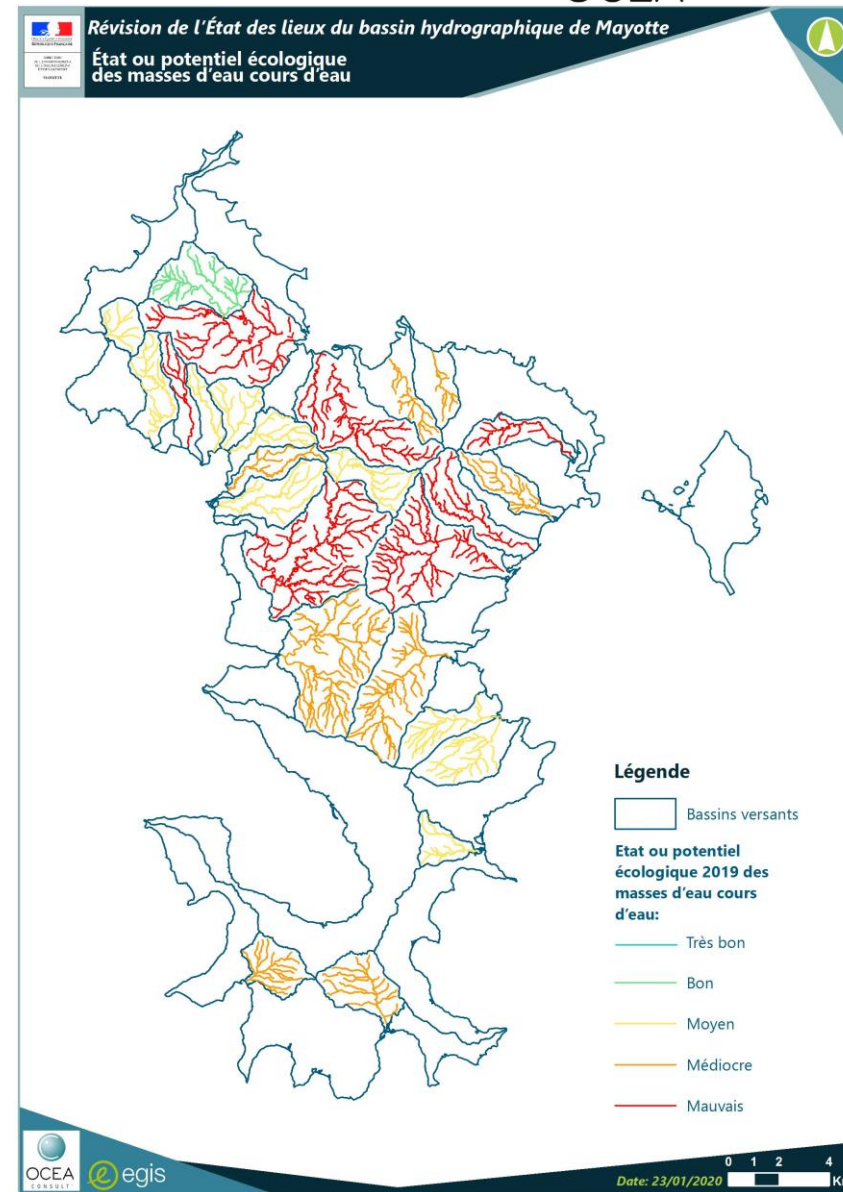 Révision de l'État des lieux du bassin hydrographique de Mayotte
État ou potentiel écologique
des masses d'eau cours d'eau
MAYOTTE
Légende
Bassins versants
Etat ou potentiel
écologique 2019 des
masses d'eau cours
d'eau:
Très bon
Bon
Moyen
Médiocre
Mauvais
OCEA
CONSULT'
egis
Date: 23/01/2020
0 1 2 4